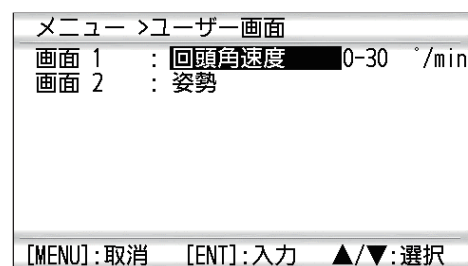 メニュー >ユーザー画面
画面 1 : 回頭角速度 0-30 ゜/min
画面 2 : 姿勢
[MENU]:取消 [ENT]:入力 ▲/▼:選択